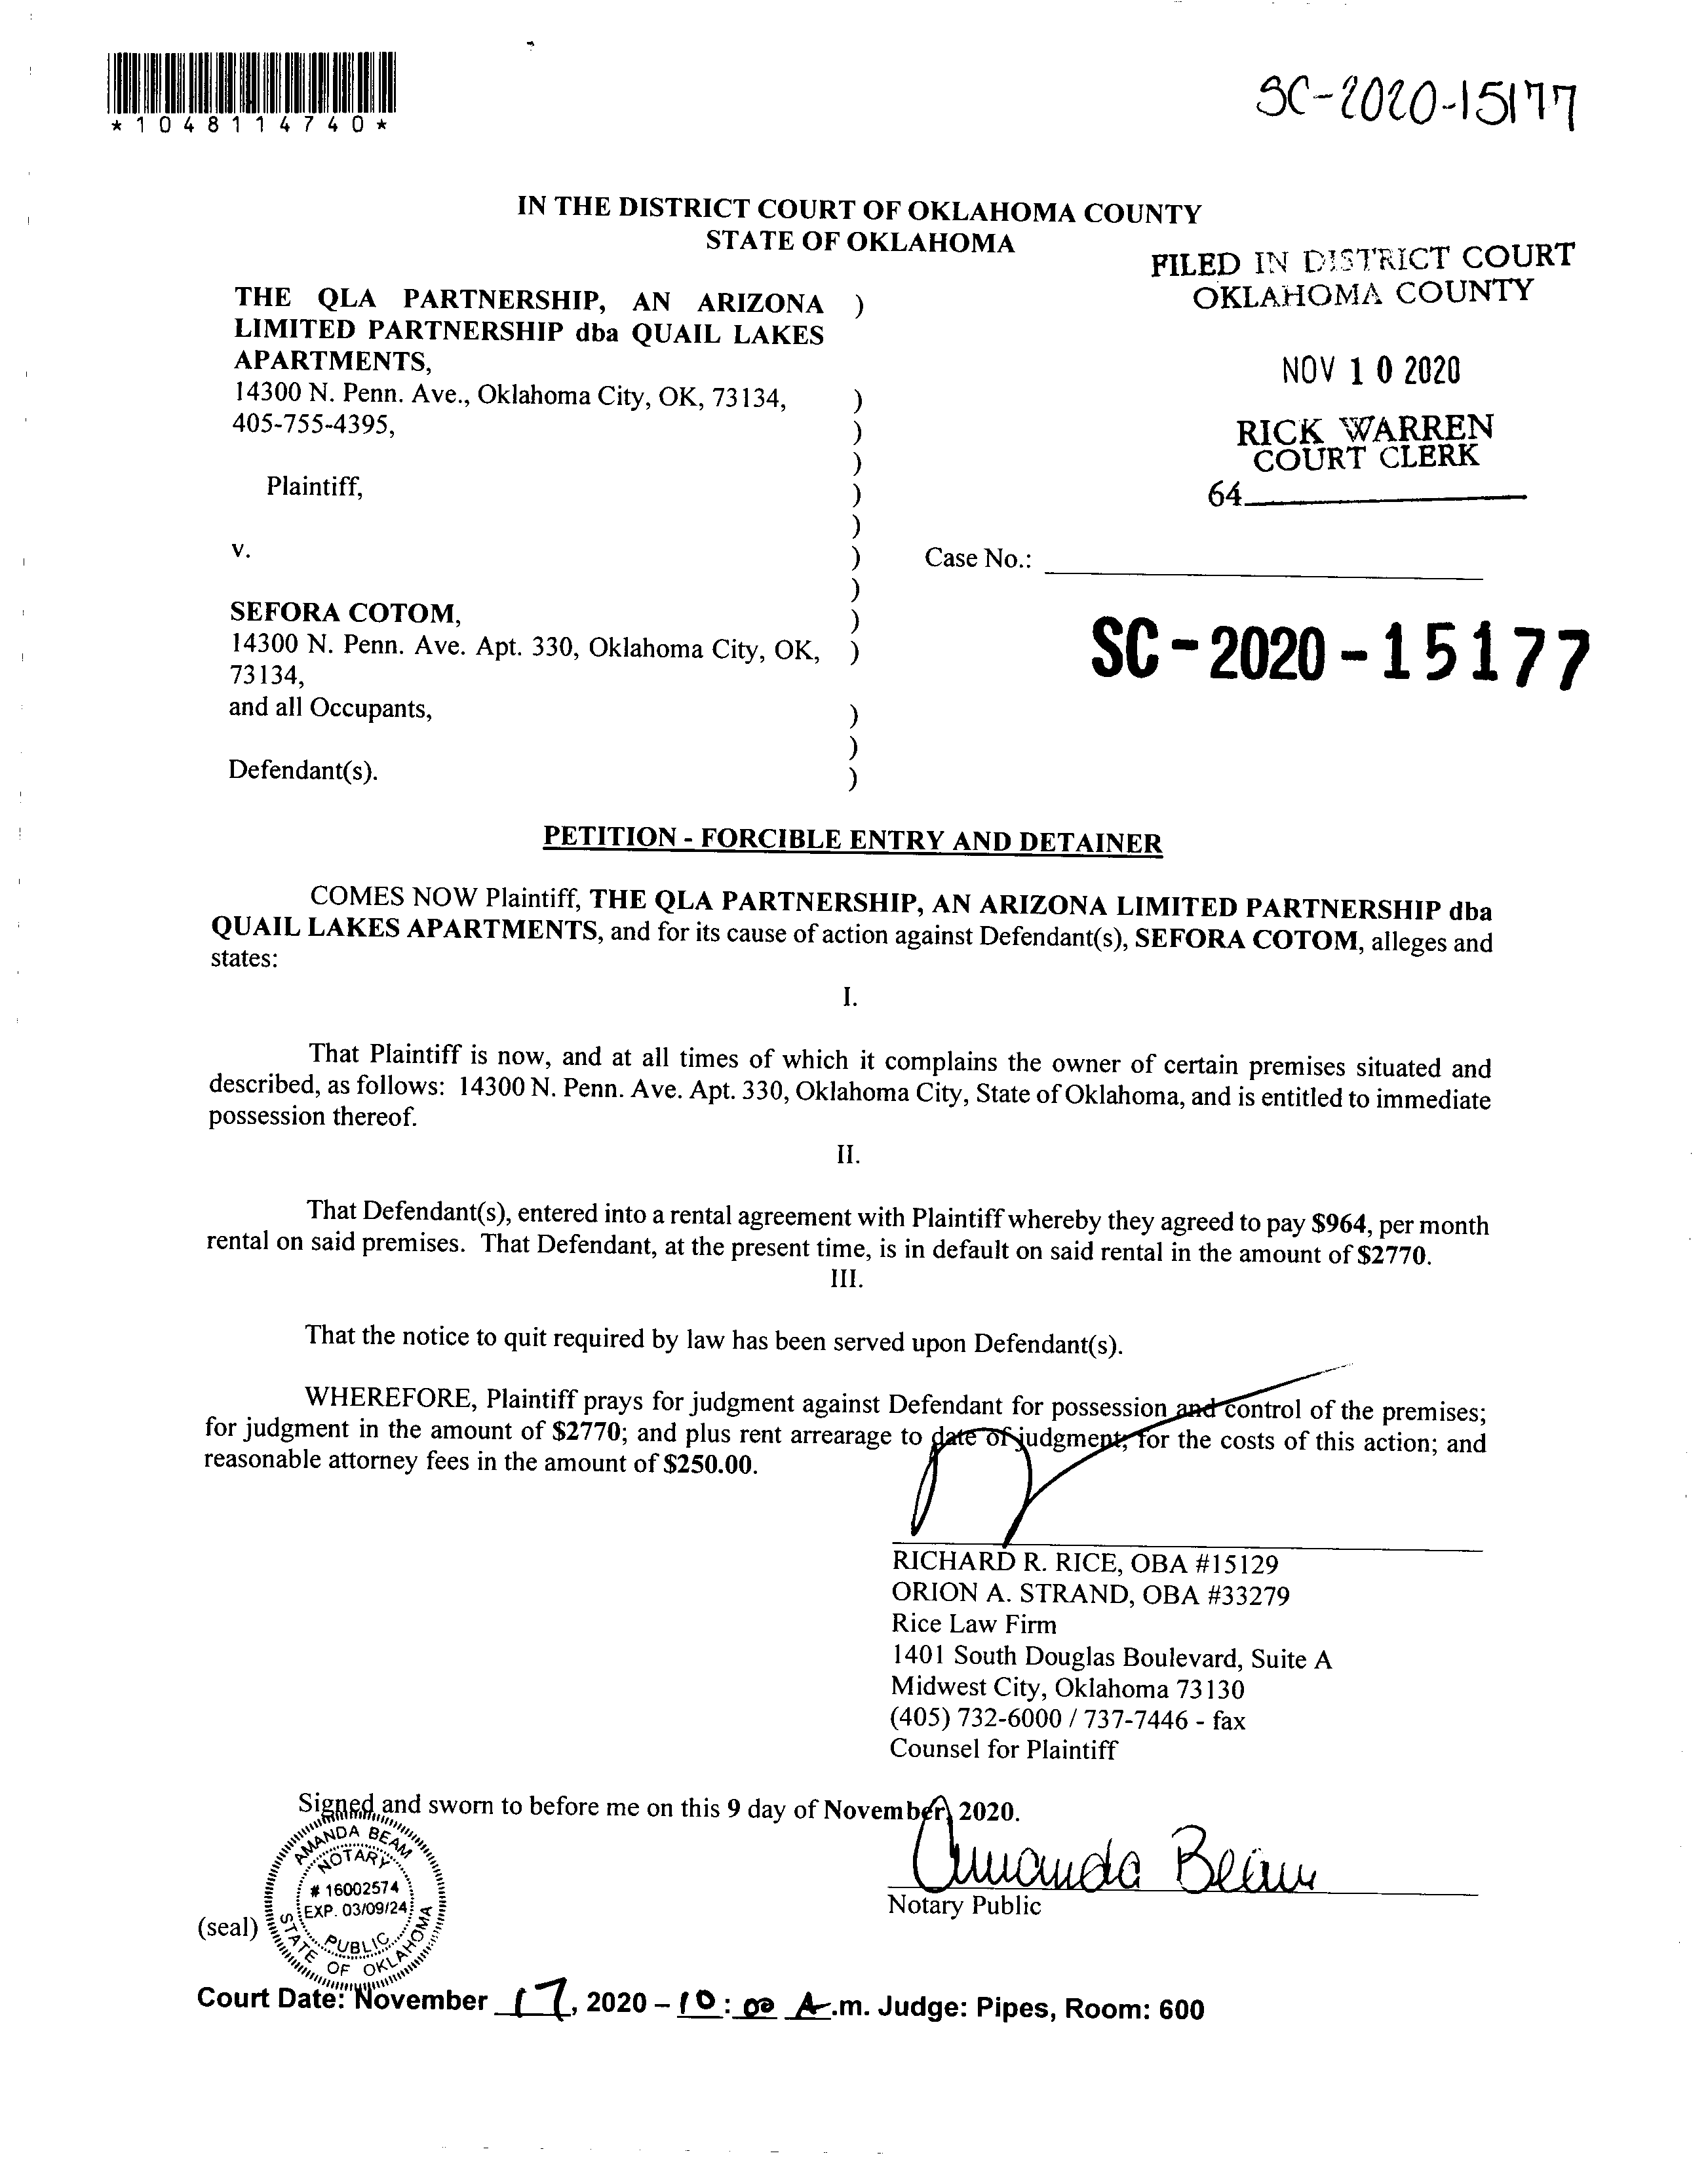 *1048114740*
SC-2020-15177
IN THE DISTRICT COURT OF OKLAHOMA COUNTY
STATE OF OKLAHOMA
FILED IN DISTRICT COURT
OKLAHOMA COUNTY
NOV 10 2020
RICK WARREN
COURT CLERK
64
THE QLA PARTNERSHIP, AN ARIZONA )
LIMITED PARTNERSHIP dba QUAIL LAKES
APARTMENTS,
14300 N. Penn. Ave., Oklahoma City, OK, 73134, )
405-755-4395, )
)
Plaintiff, )
)
v. ) Case No.:
)
SEFORA COTOM, )
14300 N. Penn. Ave. Apt. 330, Oklahoma City, OK, )
73134,
and all Occupants, )
)
Defendant(s). )
SC-2020-15177
PETITION - FORCIBLE ENTRY AND DETAINER
COMES NOW Plaintiff, THE QLA PARTNERSHIP, AN ARIZONA LIMITED PARTNERSHIP dba
QUAIL LAKES APARTMENTS, and for its cause of action against Defendant(s), SEFORA COTOM, alleges and
states:
I.
That Plaintiff is now, and at all times of which it complains the owner of certain premises situated and
described, as follows: 14300 N. Penn. Ave. Apt. 330, Oklahoma City, State of Oklahoma, and is entitled to immediate
possession thereof.
II.
That Defendant(s), entered into a rental agreement with Plaintiff whereby they agreed to pay $964, per month
rental on said premises. That Defendant, at the present time, is in default on said rental in the amount of $2770.
III.
That the notice to quit required by law has been served upon Defendant(s).
WHEREFORE, Plaintiff prays for judgment against Defendant for possession and control of the premises;
for judgment in the amount of $2770; and plus rent arrearage to date of judgment; for the costs of this action; and
reasonable attorney fees in the amount of $250.00.
RICHARD R. RICE, OBA #15129
ORION A. STRAND, OBA #33279
Rice Law Firm
1401 South Douglas Boulevard, Suite A
Midwest City, Oklahoma 73130
(405) 732-6000 / 737-7446 - fax
Counsel for Plaintiff
Signed and sworn to before me on this 9 day of November, 2020.
Amanda Beam
Notary Public
(seal)
AMANDA BEAM
NOTARY
# 16002574
EXP. 03/09/24
PUBLIC
STATE OF OKLAHOMA
Court Date: November 17, 2020 – 10:00 A.m. Judge: Pipes, Room: 600